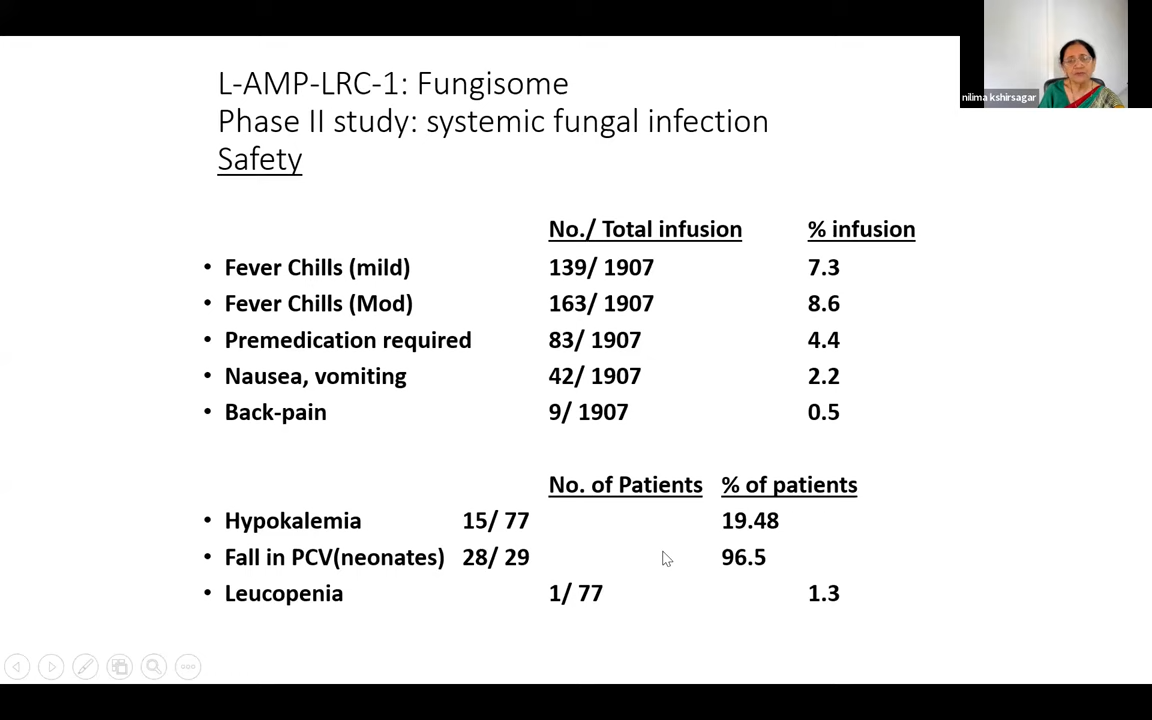 L-AMP-LRC-1: Fungisome
Phase II study: systemic fungal infection
Safety
nilima kshirsagar
No./ Total infusion % infusion
• Fever Chills (mild) 139/ 1907 7.3
• Fever Chills (Mod) 163/ 1907 8.6
• Premedication required 83/ 1907 4.4
• Nausea, vomiting 42/ 1907 2.2
• Back-pain 9/ 1907 0.5
No. of Patients % of patients
• Hypokalemia 15/ 77 19.48
• Fall in PCV(neonates) 28/ 29 96.5
• Leucopenia 1/ 77 1.3